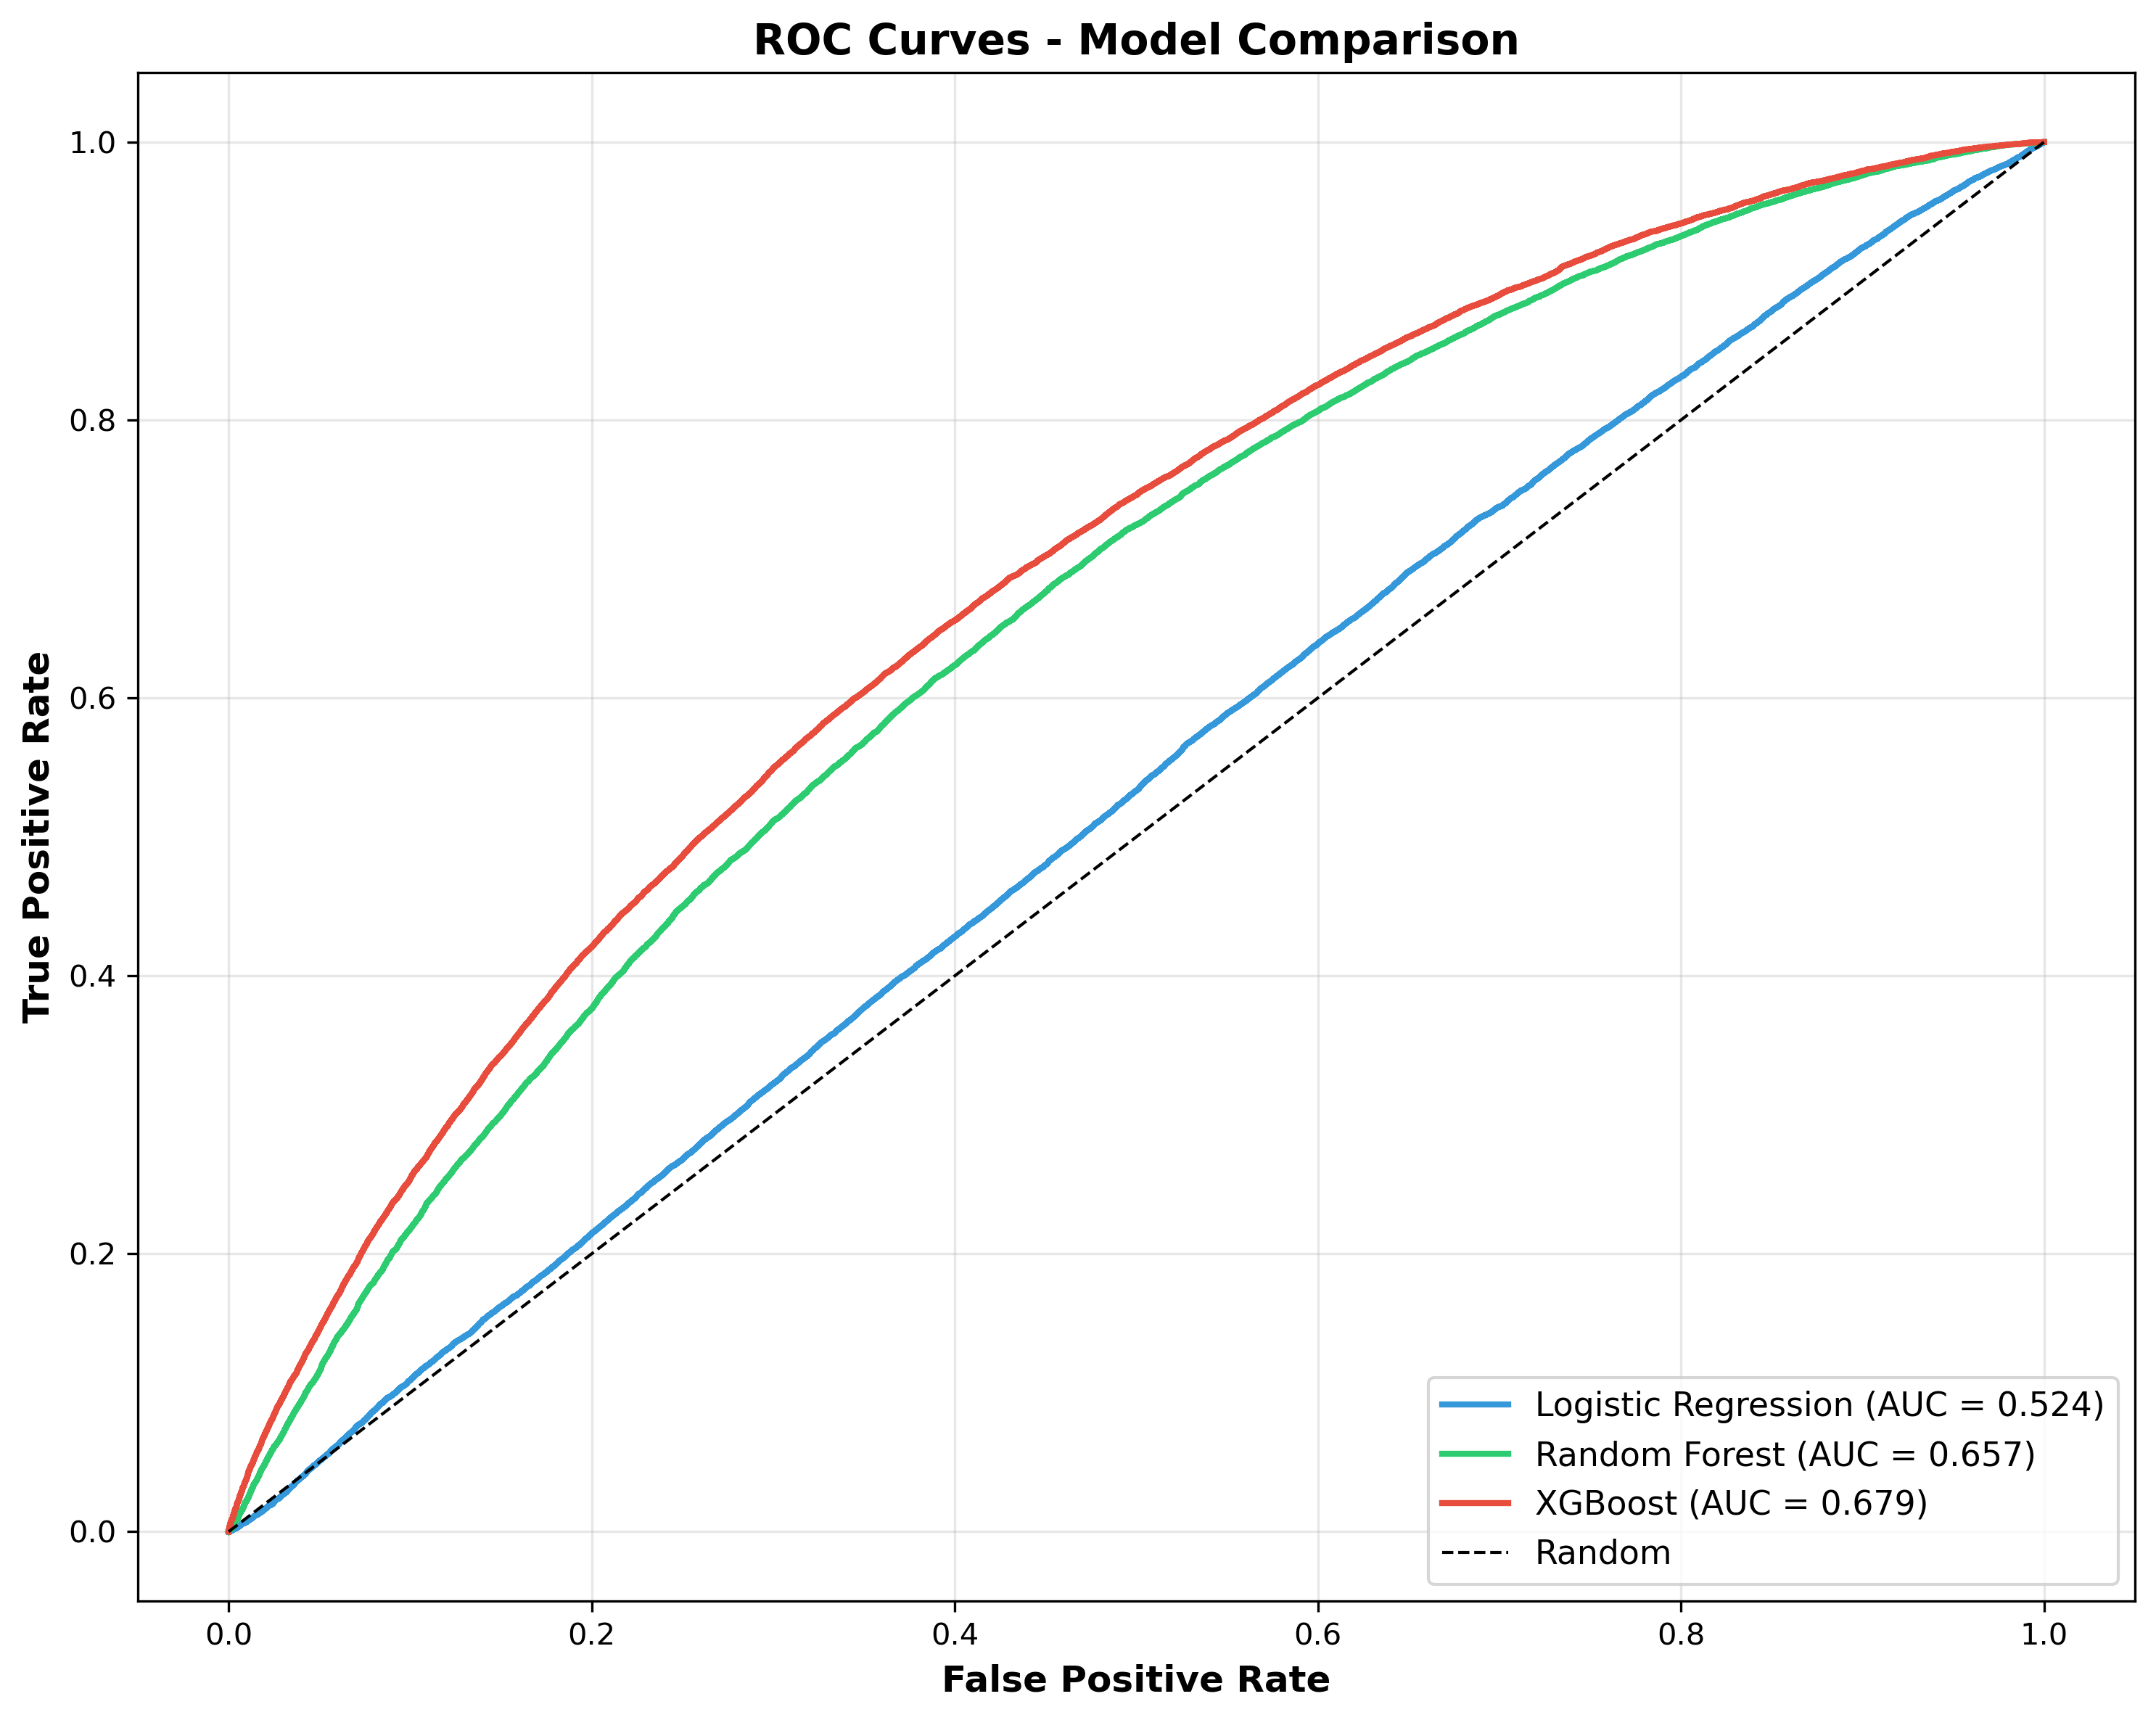 ROC Curves - Model Comparison
True Positive Rate
1.0
0.8
0.6
0.4
0.2
0.0
Logistic Regression (AUC = 0.524)
Random Forest (AUC = 0.657)
XGBoost (AUC = 0.679)
Random
0.0 0.2 0.4 0.6 0.8 1.0
False Positive Rate